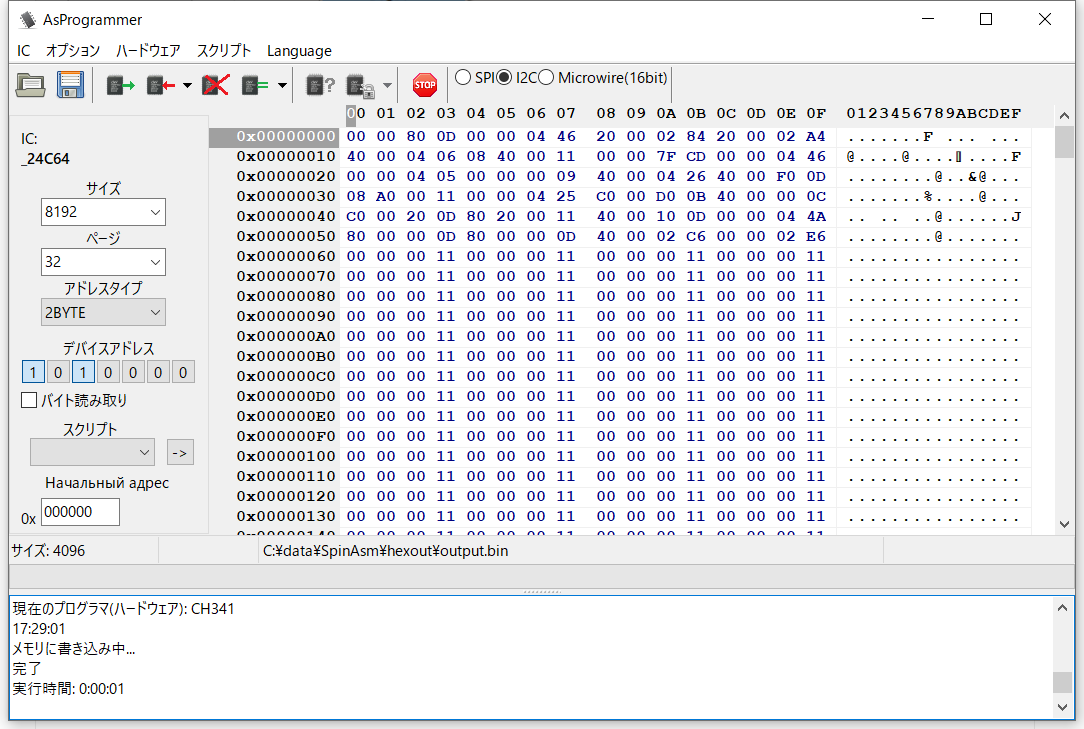 AsProgrammer
IC オプション ハードウェア スクリプト Language
? STOP SPI I2C Microwire(16bit)
IC:
_24C64
サイズ
8192
ページ
32
アドレスタイプ
2BYTE
デバイスアドレス
1 0 1 0 0 0 0
バイト読み取り
スクリプト
->
Начальный адрес
0x 000000
00 01 02 03 04 05 06 07 08 09 0A 0B 0C 0D 0E 0F 0123456789ABCDEF
0x00000000 00 00 80 0D 00 00 04 46 20 00 02 84 20 00 02 A4 .......F ... ...
0x00000010 40 00 04 06 08 40 00 11 00 00 7F CD 00 00 04 46 @....@....▯....F
0x00000020 00 00 04 05 00 00 00 09 40 00 04 26 40 00 F0 0D ........@..&@...
0x00000030 08 A0 00 11 00 00 04 25 C0 00 D0 0B 40 00 00 0C .......%....@...
0x00000040 C0 00 20 0D 80 20 00 11 40 00 10 0D 00 00 04 4A .. .. ..@......J
0x00000050 80 00 00 0D 80 00 00 0D 40 00 02 C6 00 00 02 E6 ........@.......
0x00000060 00 00 00 11 00 00 00 11 00 00 00 11 00 00 00 11 ................
0x00000070 00 00 00 11 00 00 00 11 00 00 00 11 00 00 00 11 ................
0x00000080 00 00 00 11 00 00 00 11 00 00 00 11 00 00 00 11 ................
0x00000090 00 00 00 11 00 00 00 11 00 00 00 11 00 00 00 11 ................
0x000000A0 00 00 00 11 00 00 00 11 00 00 00 11 00 00 00 11 ................
0x000000B0 00 00 00 11 00 00 00 11 00 00 00 11 00 00 00 11 ................
0x000000C0 00 00 00 11 00 00 00 11 00 00 00 11 00 00 00 11 ................
0x000000D0 00 00 00 11 00 00 00 11 00 00 00 11 00 00 00 11 ................
0x000000E0 00 00 00 11 00 00 00 11 00 00 00 11 00 00 00 11 ................
0x000000F0 00 00 00 11 00 00 00 11 00 00 00 11 00 00 00 11 ................
0x00000100 00 00 00 11 00 00 00 11 00 00 00 11 00 00 00 11 ................
0x00000110 00 00 00 11 00 00 00 11 00 00 00 11 00 00 00 11 ................
0x00000120 00 00 00 11 00 00 00 11 00 00 00 11 00 00 00 11 ................
0x00000130 00 00 00 11 00 00 00 11 00 00 00 11 00 00 00 11 ................
サイズ: 4096 C:¥data¥SpinAsm¥hexout¥output.bin
現在のプログラマ(ハードウェア): CH341
17:29:01
メモリに書き込み中...
完了
実行時間: 0:00:01